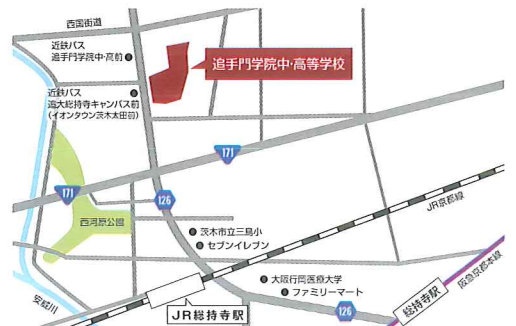 西国街道
近鉄バス
追手門学院中・高前
追手門学院中・高等学校
近鉄バス
追大総持寺キャンパス前
(イオンタウン茨木太田前)
171
171
126
西河原公園
茨木市立三島小
セブンイレブン
JR京都線
大阪行岡医療大学
ファミリーマート
安威川
JR総持寺駅
126
総持寺駅
阪急京都本線